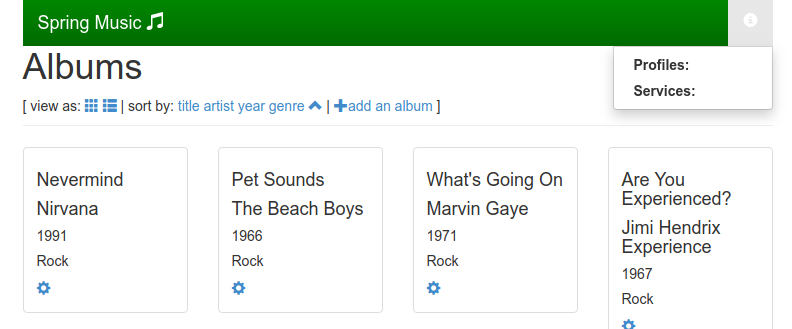 Spring Music
Albums
Profiles:
Services:
[ view as: | sort by: title artist year genre | add an album ]
Nevermind
Nirvana
1991
Rock
Pet Sounds
The Beach Boys
1966
Rock
What's Going On
Marvin Gaye
1971
Rock
Are You
Experienced?
Jimi Hendrix
Experience
1967
Rock